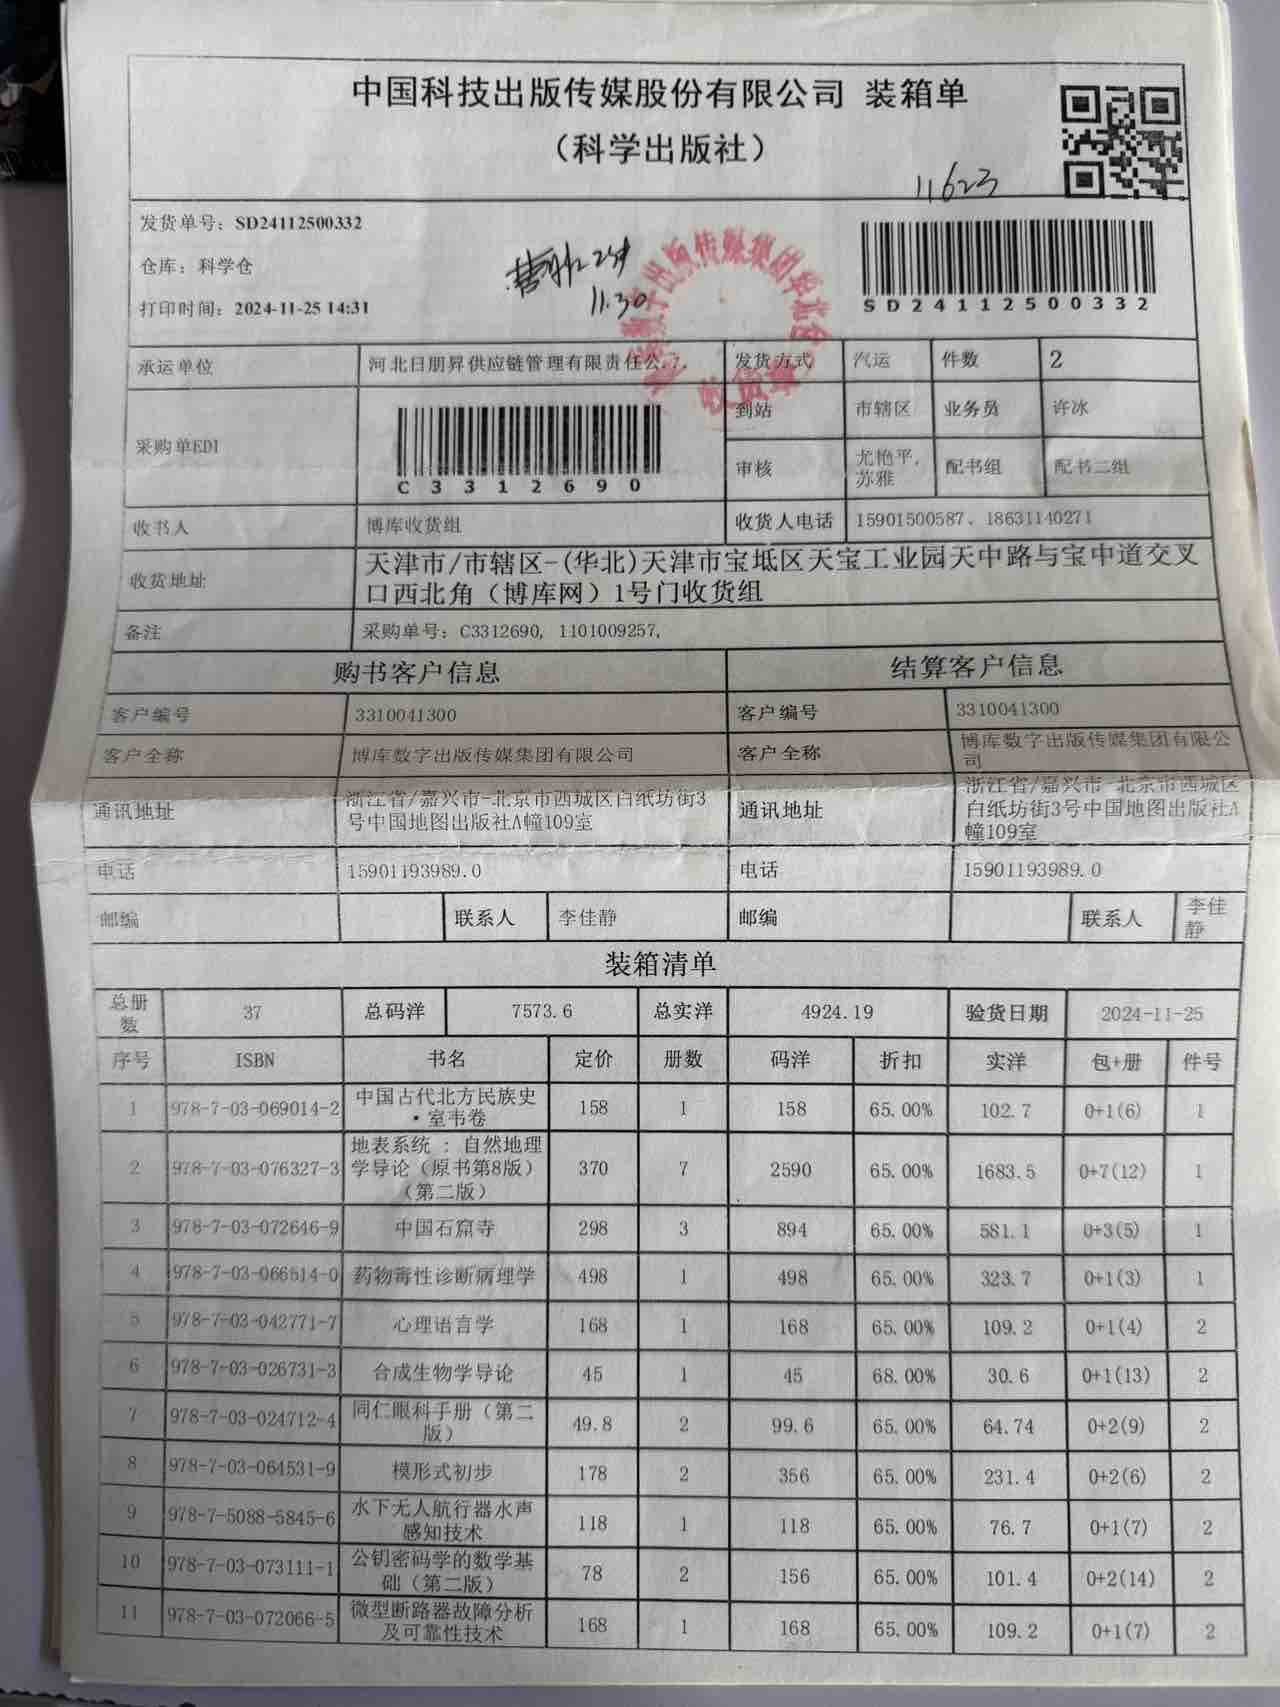 中国科技出版传媒股份有限公司 装箱单
（科学出版社）
11623
发货单号：SD24112500332
仓库：科学仓
打印时间：2024-11-25 14:31
11.30
SD24112500332
承运单位 河北日朋昇供应链管理有限责任公 发货方式 汽运 件数 2
采购单EDI C3312690 到站 市辖区 业务员 许冰
审核 尤艳平, 苏雅 配书组 配书二组
收书人 博库收货组 收货人电话 15901500587、18631140271
收货地址 天津市/市辖区-(华北)天津市宝坻区天宝工业园天中路与宝中道交叉
口西北角（博库网）1号门收货组
备注 采购单号：C3312690, 1101009257,
购书客户信息 结算客户信息
客户编号 3310041300 客户编号 3310041300
客户全称 博库数字出版传媒集团有限公司 客户全称 博库数字出版传媒集团有限公司
通讯地址 浙江省/嘉兴市-北京市西城区白纸坊街3号中国地图出版社A幢109室 通讯地址 浙江省/嘉兴市-北京市西城区白纸坊街3号中国地图出版社A幢109室
电话 15901193989.0 电话 15901193989.0
邮编 联系人 李佳静 邮编 联系人 李佳静
装箱清单
总册数 37 总码洋 7573.6 总实洋 4924.19 验货日期 2024-11-25
序号 ISBN 书名 定价 册数 码洋 折扣 实洋 包+册 件号
1 978-7-03-069014-2 中国古代北方民族史·室韦卷 158 1 158 65.00% 102.7 0+1(6) 1
2 978-7-03-076327-3 地表系统 ： 自然地理学导论（原书第8版）（第二版） 370 7 2590 65.00% 1683.5 0+7(12) 1
3 978-7-03-072646-9 中国石窟寺 298 3 894 65.00% 581.1 0+3(5) 1
4 978-7-03-066514-0 药物毒性诊断病理学 498 1 498 65.00% 323.7 0+1(3) 1
5 978-7-03-042771-7 心理语言学 168 1 168 65.00% 109.2 0+1(4) 2
6 978-7-03-026731-3 合成生物学导论 45 1 45 68.00% 30.6 0+1(13) 2
7 978-7-03-024712-4 同仁眼科手册（第二版） 49.8 2 99.6 65.00% 64.74 0+2(9) 2
8 978-7-03-064531-9 模形式初步 178 2 356 65.00% 231.4 0+2(6) 2
9 978-7-5088-5845-6 水下无人航行器水声感知技术 118 1 118 65.00% 76.7 0+1(7) 2
10 978-7-03-073111-1 公钥密码学的数学基础（第二版） 78 2 156 65.00% 101.4 0+2(14) 2
11 978-7-03-072066-5 微型断路器故障分析及可靠性技术 168 1 168 65.00% 109.2 0+1(7) 2